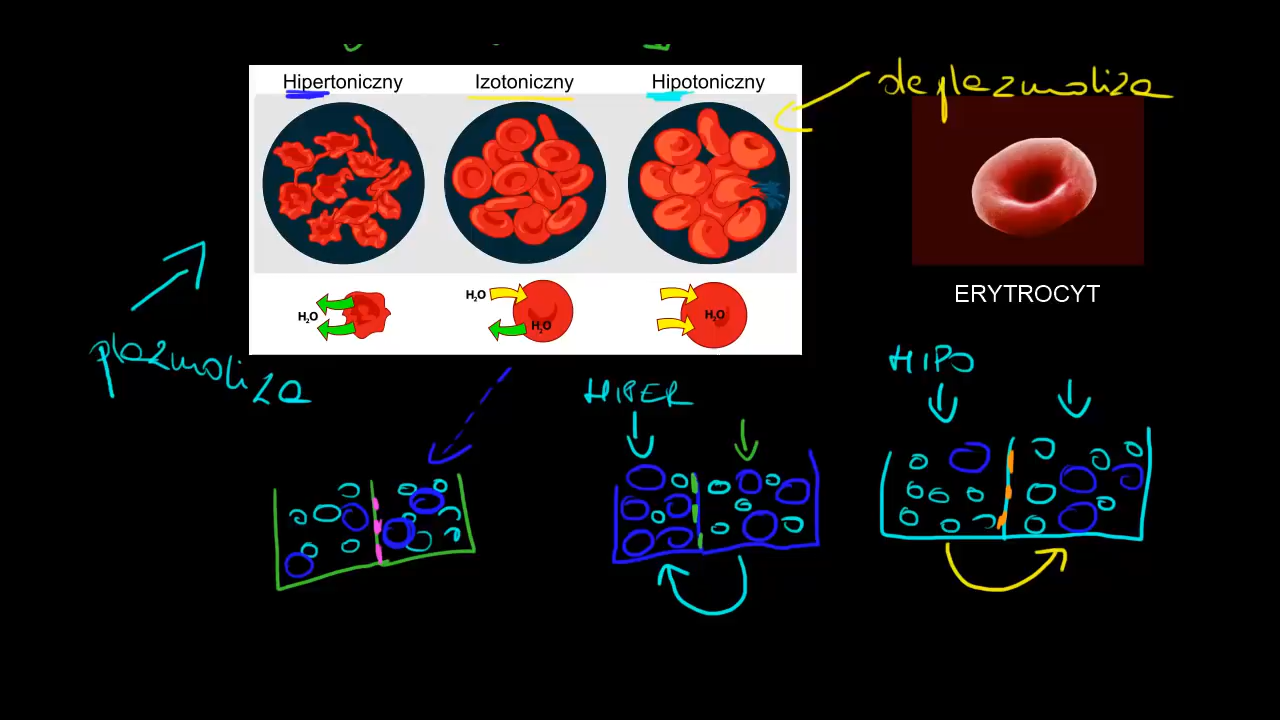 Hipertoniczny
Izotoniczny
Hipotoniczny
deplazmoliza
H₂O
H₂O
H₂O
H₂O
ERYTROCYT
plazmoliza
HIPER
HIPO